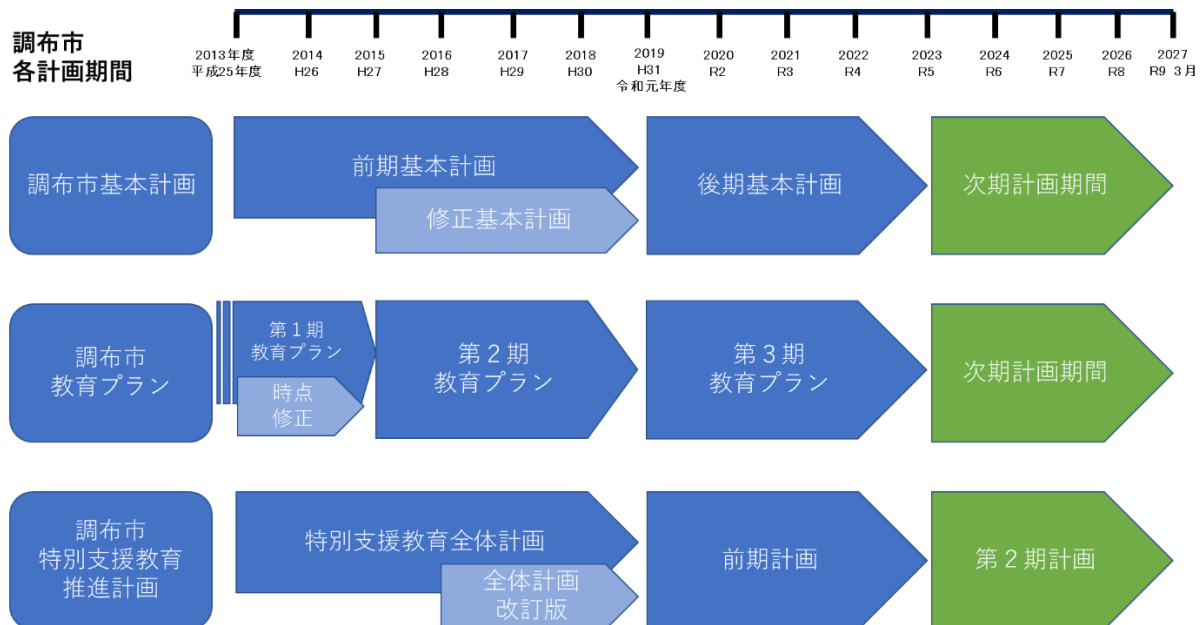 調布市
各計画期間
2013年度
平成25年度
2014
H26
2015
H27
2016
H28
2017
H29
2018
H30
2019
H31
令和元年度
2020
R2
2021
R3
2022
R4
2023
R5
2024
R6
2025
R7
2026
R8
2027
R9 3月
調布市基本計画
前期基本計画
修正基本計画
後期基本計画
次期計画期間
調布市
教育プラン
第1期
教育プラン
時点
修正
第2期
教育プラン
第3期
教育プラン
次期計画期間
調布市
特別支援教育
推進計画
特別支援教育全体計画
全体計画
改訂版
前期計画
第2期計画